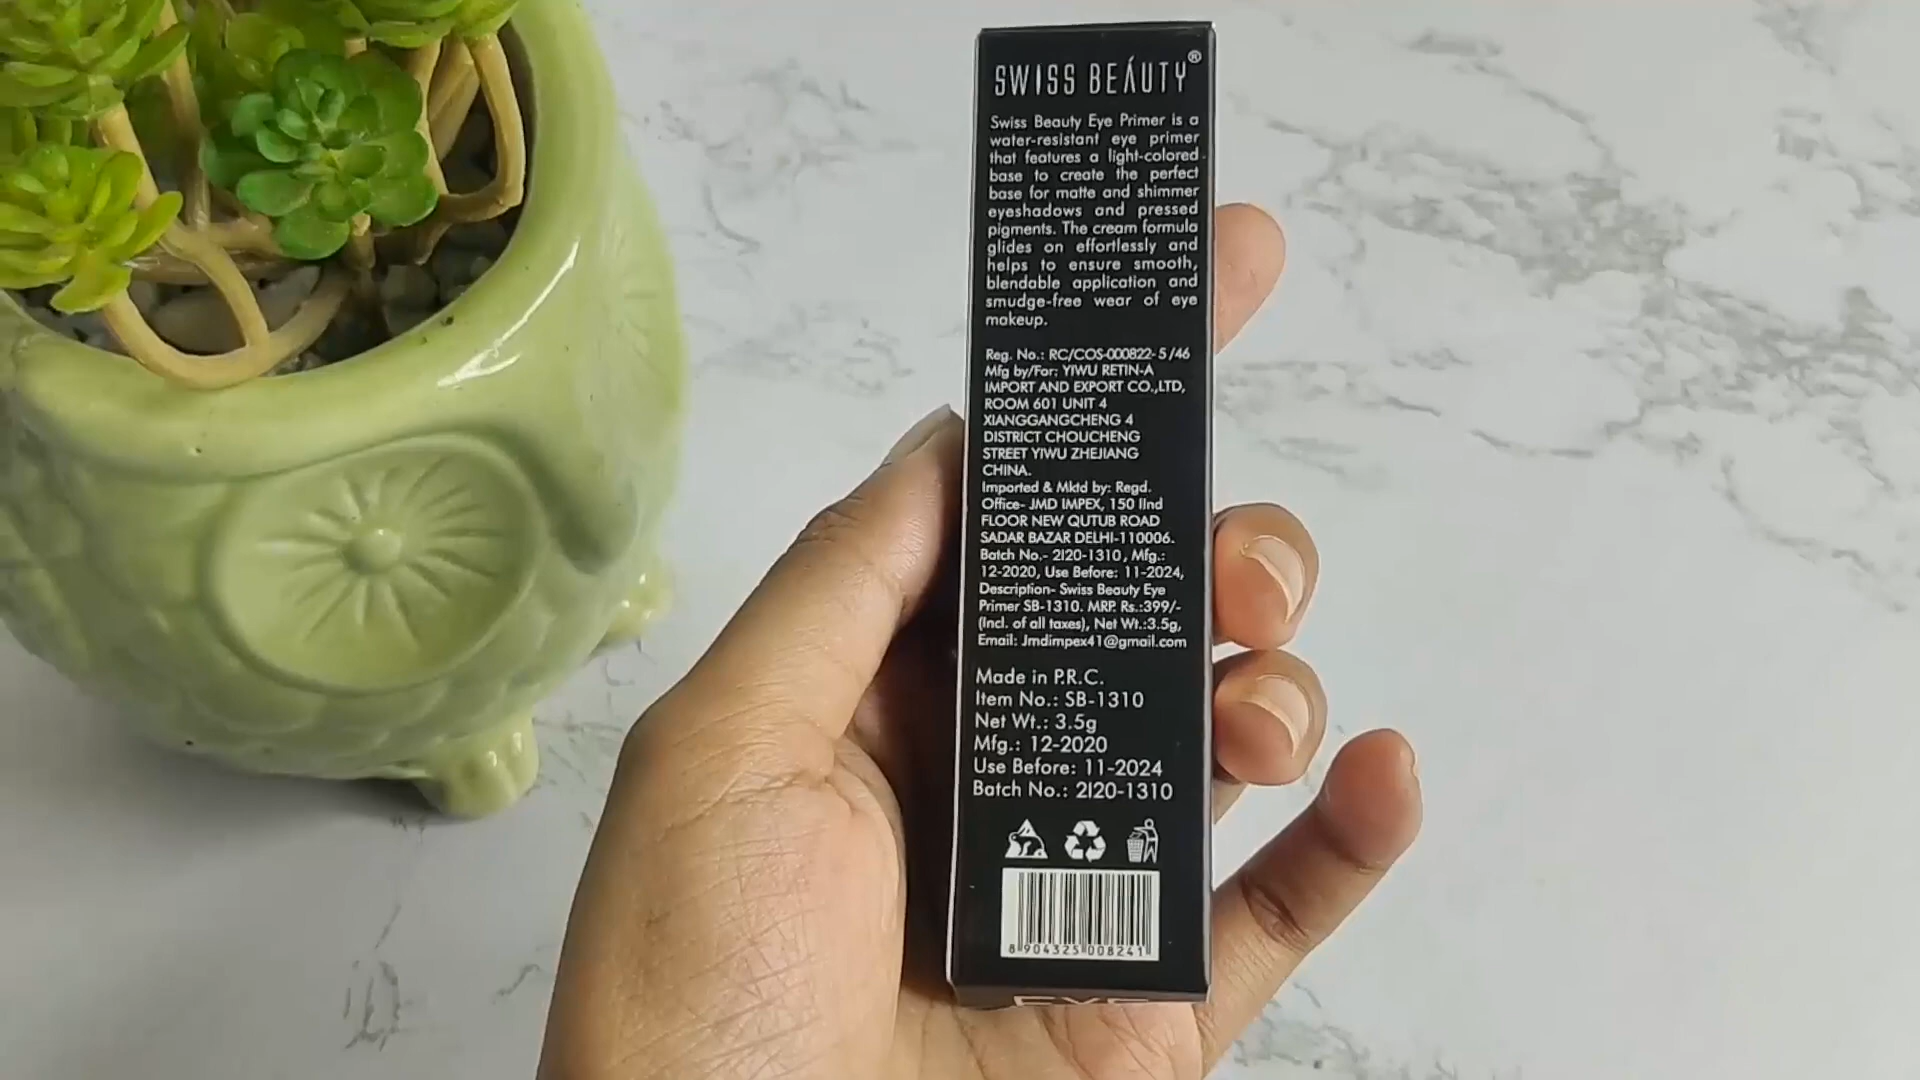 SWISS BEÁUTY®
Swiss Beauty Eye Primer is a
water-resistant eye primer
that features a light-colored
base to create the perfect
base for matte and shimmer
eyeshadows and pressed
pigments. The cream formula
glides on effortlessly and
helps to ensure smooth,
blendable application and
smudge-free wear of eye
makeup.
Reg. No.: RC/COS-000822-5/46
Mfg by/For: YIWU RETIN-A
IMPORT AND EXPORT CO.,LTD,
ROOM 601 UNIT 4
XIANGGANGCHENG 4
DISTRICT CHOUCHENG
STREET YIWU ZHEJIANG
CHINA.
Imported & Mktd by: Regd.
Office- JMD IMPEX, 150 IInd
FLOOR NEW QUTUB ROAD
SADAR BAZAR DELHI-110006.
Batch No.- 2I20-1310, Mfg.:
12-2020, Use Before: 11-2024,
Description- Swiss Beauty Eye
Primer SB-1310. MRP. Rs.:399/-
(Incl. of all taxes), Net Wt.:3.5g,
Email: Jmdimpex41@gmail.com
Made in P.R.C.
Item No.: SB-1310
Net Wt.: 3.5g
Mfg.: 12-2020
Use Before: 11-2024
Batch No.: 2I20-1310
8 904325 008241
EYE